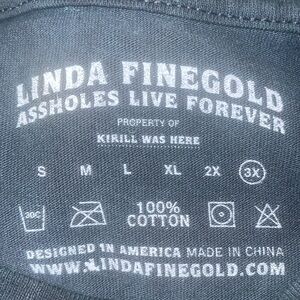 LINDA FINEGOLD
ASSHOLES LIVE FOREVER
PROPERTY OF
KIRILL WAS HERE
S M L XL 2X 3X
30C 100%
COTTON
DESIGNED IN AMERICA MADE IN CHINA
WWW.LINDAFINEGOLD.COM